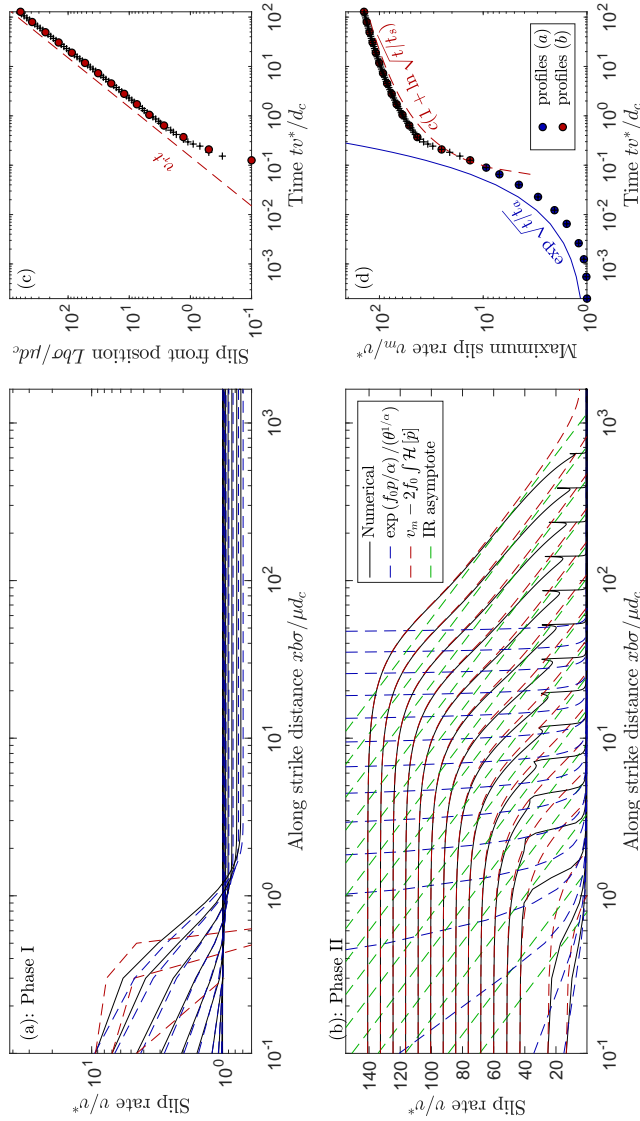 (a): Phase I
Slip rate v/v*
10^1
10^0
10^-1
10^0
10^1
10^2
10^3
Along strike distance xbσ/μd_c
(b): Phase II
Slip rate v/v*
140
120
100
80
60
40
20
10^-1
10^0
10^1
10^2
10^3
Along strike distance xbσ/μd_c
Numerical
exp (f_0 p/α) /(θ^{1/α})
v_m − 2f_0 ∫ ℋ [ṗ]
IR asymptote
(c)
Slip front position Lbσ/μd_c
10^2
10^1
10^0
10^-1
v_r t
10^-3
10^-2
10^-1
10^0
10^1
10^2
Time tv*/d_c
(d)
Maximum slip rate v_m/v*
10^2
10^1
10^0
exp √t/t_a
c(1 + ln √t/t_s)
profiles (a)
profiles (b)
10^-3
10^-2
10^-1
10^0
10^1
10^2
Time tv*/d_c